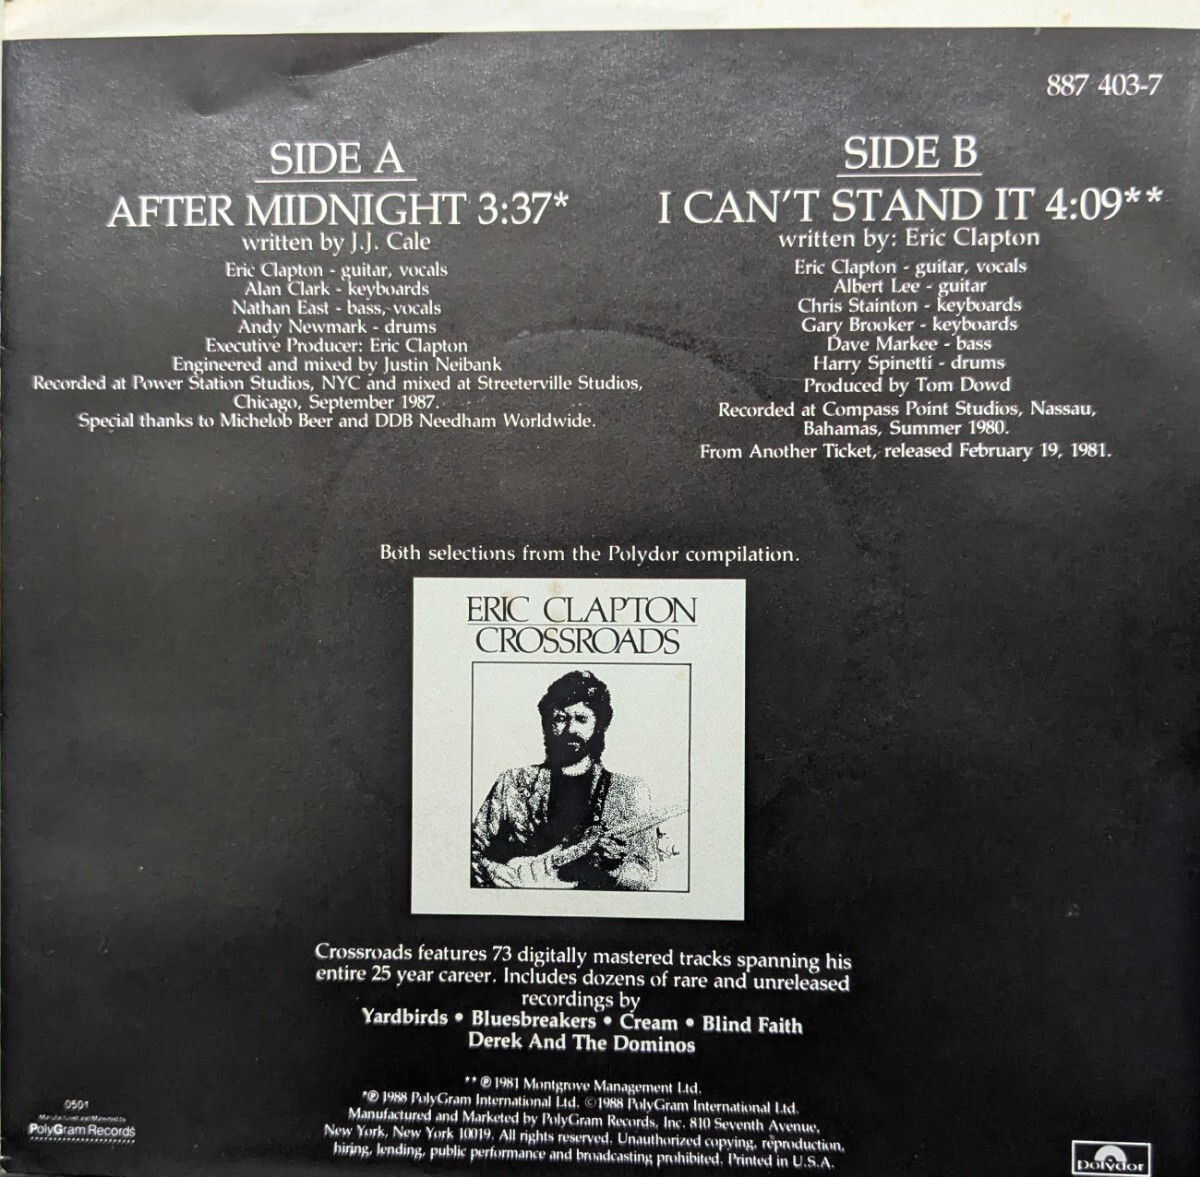 887 403-7
SIDE A
AFTER MIDNIGHT 3:37*
written by J.J. Cale
Eric Clapton - guitar, vocals
Alan Clark - keyboards
Nathan East - bass, vocals
Andy Newmark - drums
Executive Producer: Eric Clapton
Engineered and mixed by Justin Neibank
Recorded at Power Station Studios, NYC and mixed at Streeterville Studios,
Chicago, September 1987.
Special thanks to Michelob Beer and DDB Needham Worldwide.
SIDE B
I CAN'T STAND IT 4:09**
written by: Eric Clapton
Eric Clapton - guitar, vocals
Albert Lee - guitar
Chris Stainton - keyboards
Gary Brooker - keyboards
Dave Markee - bass
Harry Spinetti - drums
Produced by Tom Dowd
Recorded at Compass Point Studios, Nassau,
Bahamas, Summer 1980.
From Another Ticket, released February 19, 1981.
Both selections from the Polydor compilation.
ERIC CLAPTON
CROSSROADS
Crossroads features 73 digitally mastered tracks spanning his
entire 25 year career. Includes dozens of rare and unreleased
recordings by
Yardbirds • Bluesbreakers • Cream • Blind Faith
Derek And The Dominos
** ℗ 1981 Montgrove Management Ltd.
*℗ 1988 PolyGram International Ltd. ©1988 PolyGram International Ltd.
Manufactured and Marketed by PolyGram Records, Inc. 810 Seventh Avenue,
New York, New York 10019. All rights reserved. Unauthorized copying, reproduction,
hiring, lending, public performance and broadcasting prohibited. Printed in U.S.A.
0501
Manufactured and Marketed by
PolyGram Records
polydor